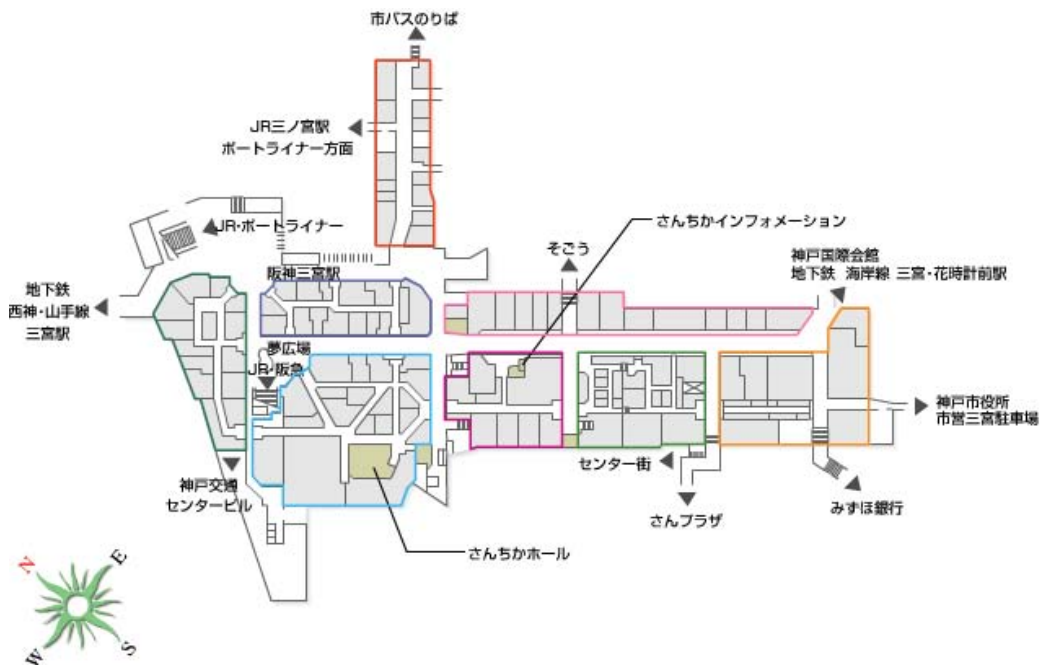 市バスのりば
JR三ノ宮駅
ポートライナー方面
さんちかインフォメーション
JR・ポートライナー
そごう
神戸国際会館
地下鉄 海岸線 三宮・花時計前駅
阪神三宮駅
地下鉄
西神・山手線
三宮駅
夢広場
JR・阪急
神戸市役所
市営三宮駐車場
センター街
神戸交通
センタービル
さんプラザ
みずほ銀行
さんちかホール
N
E
W
S